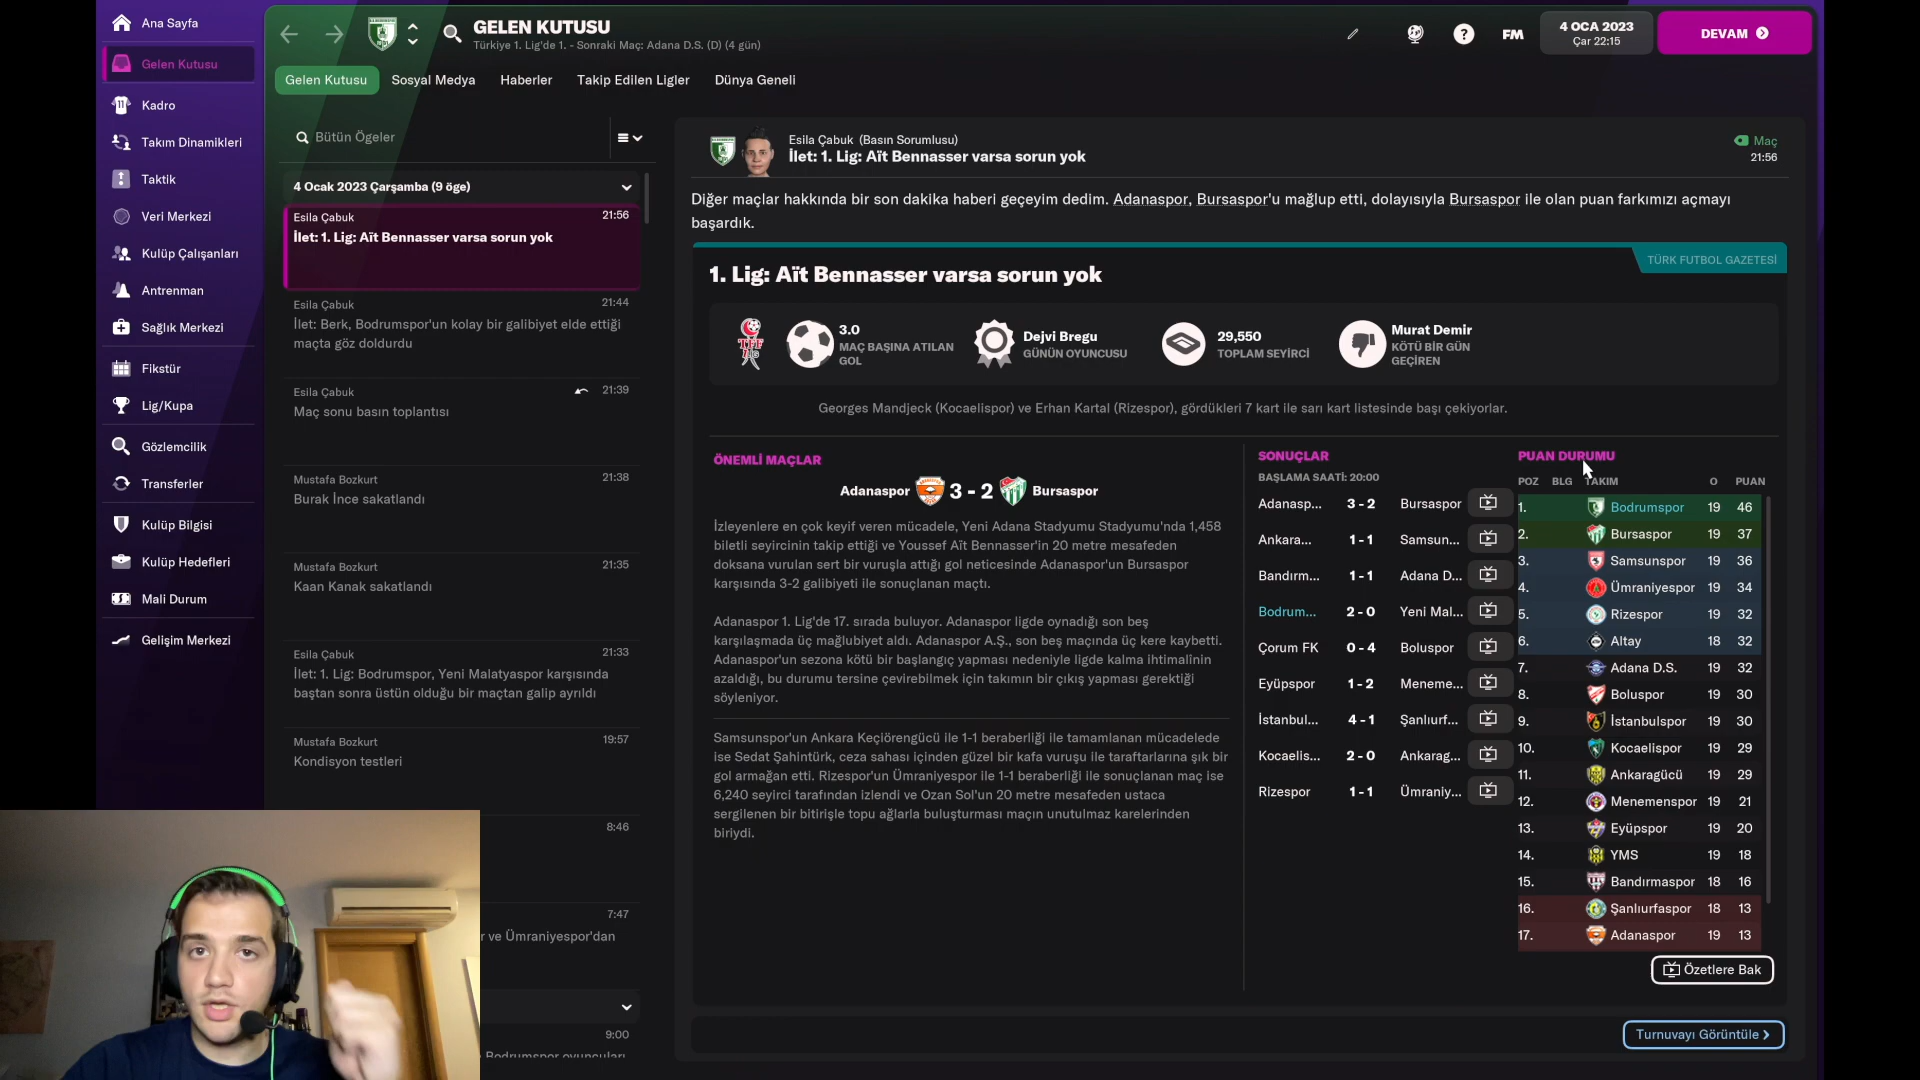 Ana Sayfa
Gelen Kutusu
Kadro
Takım Dinamikleri
Taktik
Veri Merkezi
Kulüp Çalışanları
Antrenman
Sağlık Merkezi
Fikstür
Lig/Kupa
Gözlemcilik
Transferler
Kulüp Bilgisi
Kulüp Hedefleri
Mali Durum
Gelişim Merkezi
GELEN KUTUSU
Türkiye 1. Lig'de 1. - Sonraki Maç: Adana D.S. (D) (4 gün)
FM
4 OCA 2023
Çar 22:15
DEVAM
Gelen Kutusu
Sosyal Medya
Haberler
Takip Edilen Ligler
Dünya Geneli
Bütün Ögeler
4 Ocak 2023 Çarşamba (9 öge)
Esila Çabuk 21:56
İlet: 1. Lig: Aït Bennasser varsa sorun yok
Esila Çabuk 21:44
İlet: Berk, Bodrumspor'un kolay bir galibiyet elde ettiği
maçta göz doldurdu
Esila Çabuk 21:39
Maç sonu basın toplantısı
Mustafa Bozkurt 21:38
Burak İnce sakatlandı
Mustafa Bozkurt 21:35
Kaan Kanak sakatlandı
Esila Çabuk 21:33
İlet: 1. Lig: Bodrumspor, Yeni Malatyaspor karşısında
baştan sonra üstün olduğu bir maçtan galip ayrıldı
Mustafa Bozkurt 19:57
Kondisyon testleri
8:46
7:47
r ve Ümraniyespor'dan
9:00
Bodrumspor oyuncuları
Esila Çabuk (Basın Sorumlusu)
İlet: 1. Lig: Aït Bennasser varsa sorun yok
Maç
21:56
Diğer maçlar hakkında bir son dakika haberi geçeyim dedim. Adanaspor, Bursaspor'u mağlup etti, dolayısıyla Bursaspor ile olan puan farkımızı açmayı
başardık.
TÜRK FUTBOL GAZETESİ
1. Lig: Aït Bennasser varsa sorun yok
TFF
3.0
MAÇ BAŞINA ATILAN
GOL
Dejvi Bregu
GÜNÜN OYUNCUSU
29,550
TOPLAM SEYİRCİ
Murat Demir
KÖTÜ BİR GÜN
GEÇİREN
Georges Mandjeck (Kocaelispor) ve Erhan Kartal (Rizespor), gördükleri 7 kart ile sarı kart listesinde başı çekiyorlar.
ÖNEMLİ MAÇLAR
Adanaspor 3 - 2 Bursaspor
İzleyenlere en çok keyif veren mücadele, Yeni Adana Stadyumu Stadyumu'nda 1,458
biletli seyircinin takip ettiği ve Youssef Aït Bennasser'in 20 metre mesafeden
doksana vurulan sert bir vuruşla attığı gol neticesinde Adanaspor'un Bursaspor
karşısında 3-2 galibiyeti ile sonuçlanan maçtı.
Adanaspor 1. Lig'de 17. sırada buluyor. Adanaspor ligde oynadığı son beş
karşılaşmada üç mağlubiyet aldı. Adanaspor A.Ş., son beş maçında üç kere kaybetti.
Adanaspor'un sezona kötü bir başlangıç yapması nedeniyle ligde kalma ihtimalinin
azaldığı, bu durumu tersine çevirebilmek için takımın bir çıkış yapması gerektiği
söyleniyor.
Samsunspor'un Ankara Keçiörengücü ile 1-1 beraberliği ile tamamlanan mücadelede
ise Sedat Şahintürk, ceza sahası içinden güzel bir kafa vuruşu ile taraftarlarına şık bir
gol armağan etti. Rizespor'un Ümraniyespor ile 1-1 beraberliği ile sonuçlanan maç ise
6,240 seyirci tarafından izlendi ve Ozan Sol'un 20 metre mesafeden ustaca
sergilenen bir bitirişle topu ağlarla buluşturması maçın unutulmaz karelerinden
biriydi.
SONUÇLAR
BAŞLAMA SAATİ: 20:00
Adanasp... 3 - 2 Bursaspor
Ankara... 1 - 1 Samsun...
Bandırm... 1 - 1 Adana D...
Bodrum... 2 - 0 Yeni Mal...
Çorum FK 0 - 4 Boluspor
Eyüpspor 1 - 2 Meneme...
İstanbul... 4 - 1 Şanlıurf...
Kocaelis... 2 - 0 Ankarag...
Rizespor 1 - 1 Ümraniy...
PUAN DURUMU
POZ BLG TAKIM O PUAN
1. Bodrumspor 19 46
2. Bursaspor 19 37
3. Samsunspor 19 36
4. Ümraniyespor 19 34
5. Rizespor 19 32
6. Altay 18 32
7. Adana D.S. 19 32
8. Boluspor 19 30
9. İstanbulspor 19 30
10. Kocaelispor 19 29
11. Ankaragücü 19 29
12. Menemenspor 19 21
13. Eyüpspor 19 20
14. YMS 19 18
15. Bandırmaspor 18 16
16. Şanlıurfaspor 18 13
17. Adanaspor 19 13
Özetlere Bak
Turnuvayı Görüntüle